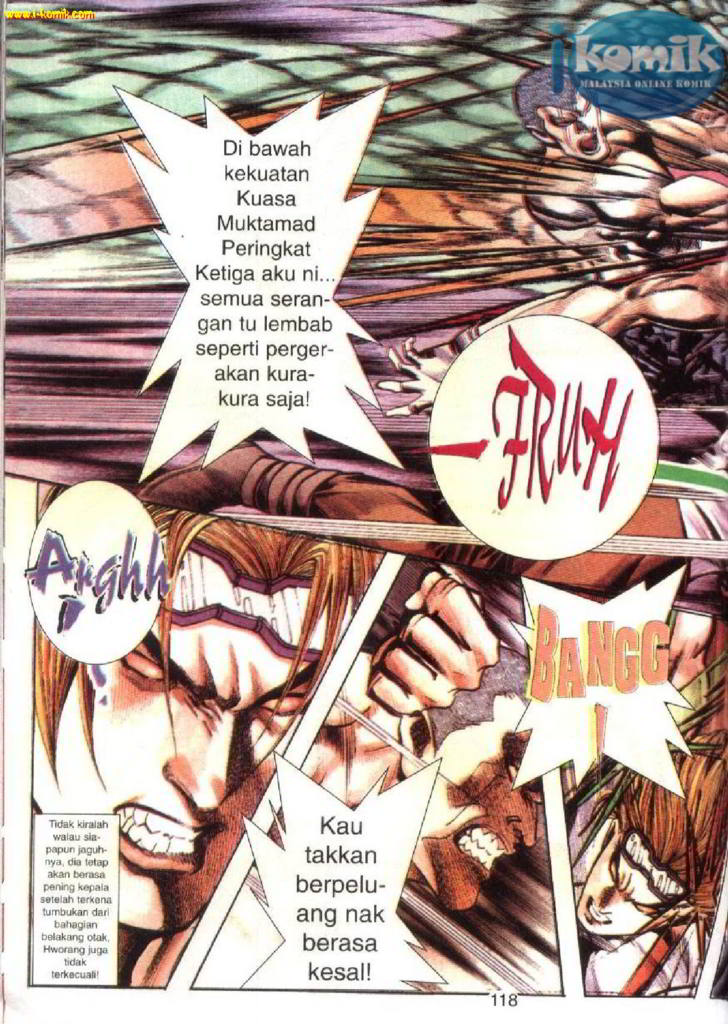 www.i-komik.com
ikomik
MALAYSIA ONLINE KOMIK
Di bawah
kekuatan
Kuasa
Muktamad
Peringkat
Ketiga aku ni...
semua seran-
gan tu lembab
seperti perger-
akan kura-
kura saja!
FRUH
Arghh
!
BANGG
!
Tidak kiralah
walau sia-
papun jaguh-
nya, dia tetap
akan berasa
pening kepala
setelah terkena
tumbukan dari
bahagian
belakang otak,
Hworang juga
tidak
terkecuali!
Kau
takkan
berpelu-
ang nak
berasa
kesal!
118